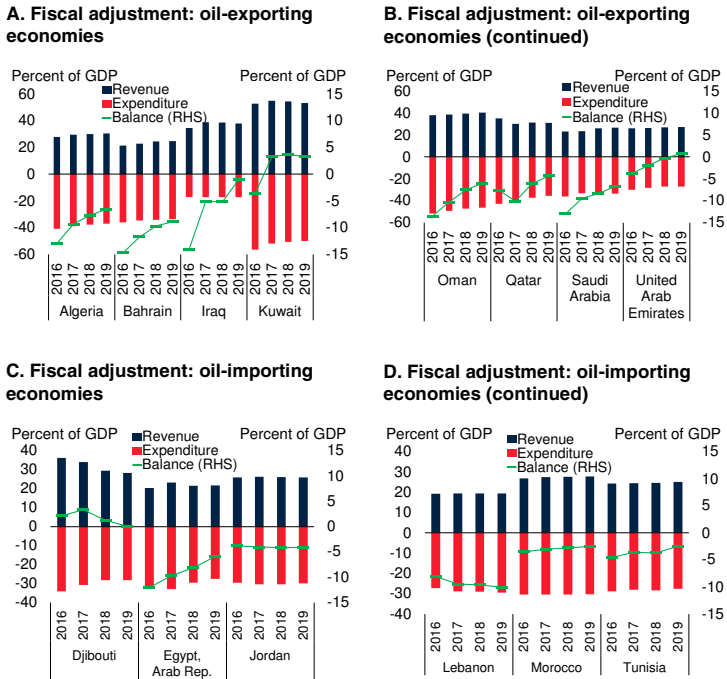 A. Fiscal adjustment: oil-exporting
economies
Percent of GDP Percent of GDP
Revenue
Expenditure
Balance (RHS)
60 15
40 10
20 5
0 0
-20 -5
-40 -10
-60 -15
2016 2017 2018 2019 2016 2017 2018 2019 2016 2017 2018 2019 2016 2017 2018 2019
Algeria Bahrain Iraq Kuwait
B. Fiscal adjustment: oil-exporting
economies (continued)
Percent of GDP Percent of GDP
Revenue
Expenditure
Balance (RHS)
60 15
40 10
20 5
0 0
-20 -5
-40 -10
-60 -15
2016 2017 2018 2019 2016 2017 2018 2019 2016 2017 2018 2019 2016 2017 2018 2019
Oman Qatar Saudi United
Arabia Arab
Emirates
C. Fiscal adjustment: oil-importing
economies
Percent of GDP Percent of GDP
Revenue
Expenditure
Balance (RHS)
40 15
30 10
20 5
10
0 0
-10 -5
-20
-30 -10
-40 -15
2016 2017 2018 2019 2016 2017 2018 2019 2016 2017 2018 2019
Djibouti Egypt, Jordan
Arab Rep.
D. Fiscal adjustment: oil-importing
economies (continued)
Percent of GDP Percent of GDP
Revenue
Expenditure
Balance (RHS)
40 15
30 10
20 5
10
0 0
-10 -5
-20
-30 -10
-40 -15
2016 2017 2018 2019 2016 2017 2018 2019 2016 2017 2018 2019
Lebanon Morocco Tunisia